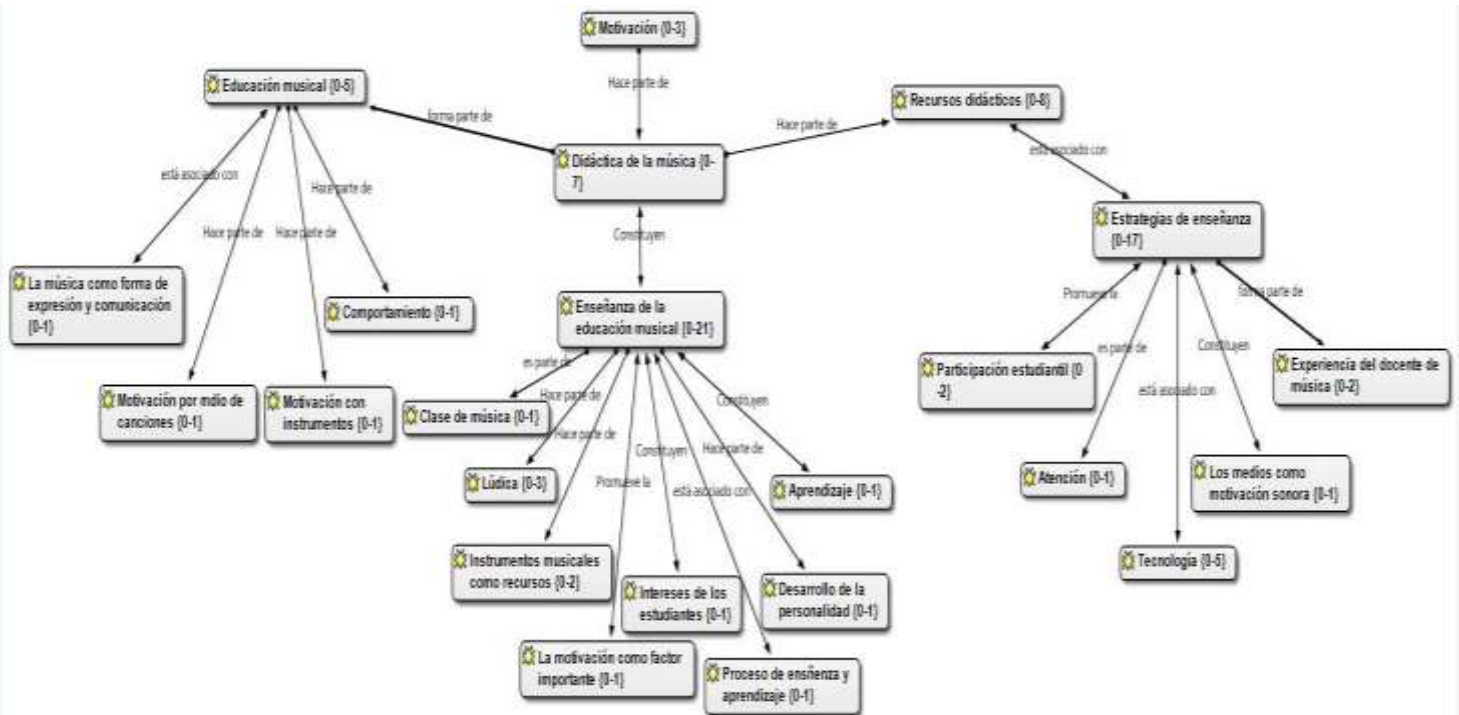 Motivación {0-3}
Hace parte de
Educación musical {0-5}
Recursos didácticos {0-8}
forma parte de
Hace parte de
Didáctica de la música {0-
7}
está asociado con
está asociado con
Hace parte de
Hace parte de
Hace parte de
Constituyen
Estrategias de enseñanza
{0-17}
La música como forma de
expresión y comunicación
{0-1}
Comportamiento {0-1}
Enseñanza de la
educación musical {0-21}
Promueve la
forma parte de
es parte de
Constituyen
está asociado con
Participación estudiantil {0
-2}
Experiencia del docente de
música {0-2}
Motivación por mdio de
canciones {0-1}
Motivación con
instrumentos {0-1}
es parte de
Clase de música {0-1}
Hace parte de
Hace parte de
Promueve la
Constituyen
está asociado con
Hace parte de
Constituyen
Lúdica {0-3}
Aprendizaje {0-1}
Atención {0-1}
Los medios como
motivación sonora {0-1}
Instrumentos musicales
como recursos {0-2}
Intereses de los
estudiantes {0-1}
Desarrollo de la
personalidad {0-1}
Tecnología {0-5}
La motivación como factor
importante {0-1}
Proceso de ensñenza y
aprendizaje {0-1}